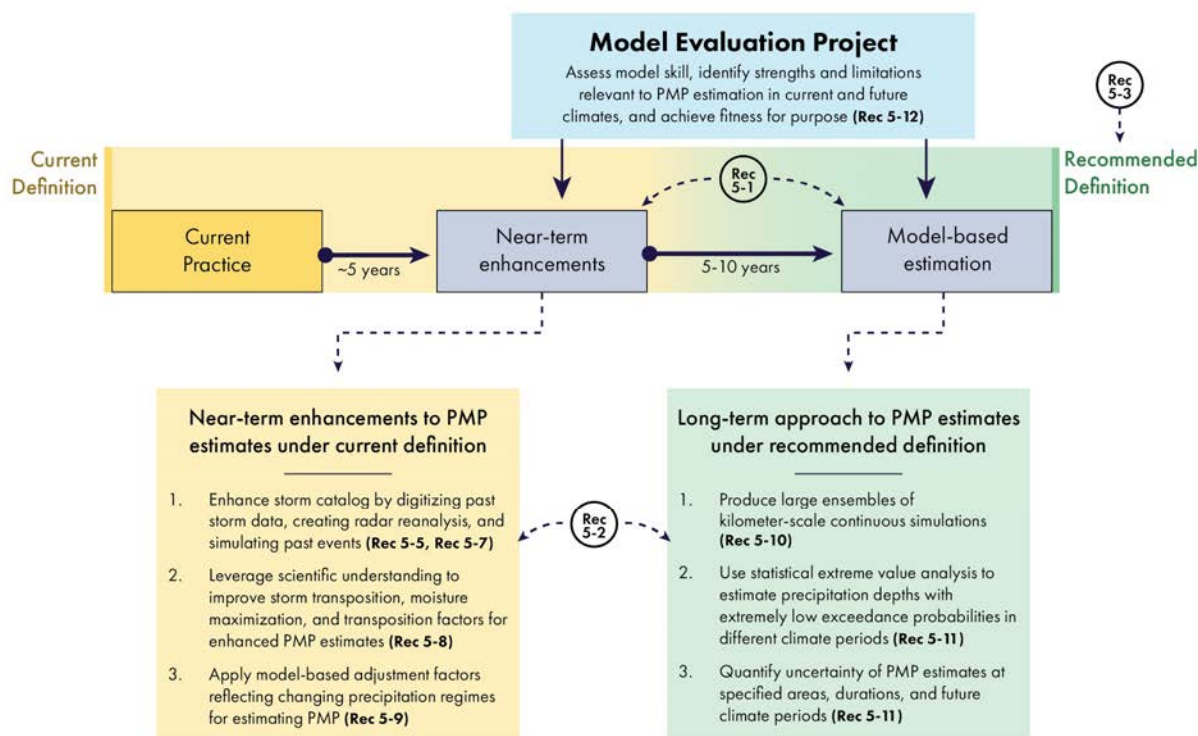 Model Evaluation Project
Assess model skill, identify strengths and limitations
relevant to PMP estimation in current and future
climates, and achieve fitness for purpose (Rec 5-12)
Rec
5-3
Current
Definition
Recommended
Definition
Rec
5-1
Current
Practice
~5 years
Near-term
enhancements
5-10 years
Model-based
estimation
Near-term enhancements to PMP
estimates under current definition
1. Enhance storm catalog by digitizing past
storm data, creating radar reanalysis, and
simulating past events (Rec 5-5, Rec 5-7)
2. Leverage scientific understanding to
improve storm transposition, moisture
maximization, and transposition factors for
enhanced PMP estimates (Rec 5-8)
3. Apply model-based adjustment factors
reflecting changing precipitation regimes
for estimating PMP (Rec 5-9)
Rec
5-2
Long-term approach to PMP estimates
under recommended definition
1. Produce large ensembles of
kilometer-scale continuous simulations
(Rec 5-10)
2. Use statistical extreme value analysis to
estimate precipitation depths with
extremely low exceedance probabilities in
different climate periods (Rec 5-11)
3. Quantify uncertainty of PMP estimates at
specified areas, durations, and future
climate periods (Rec 5-11)